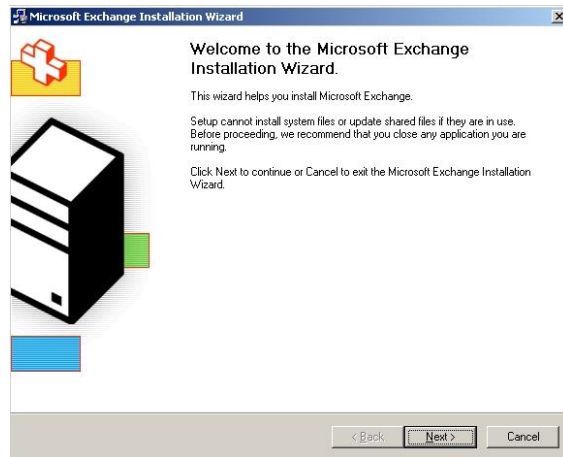 Microsoft Exchange Installation Wizard
Welcome to the Microsoft Exchange
Installation Wizard.
This wizard helps you install Microsoft Exchange.
Setup cannot install system files or update shared files if they are in use.
Before proceeding, we recommend that you close any application you are
running.
Click Next to continue or Cancel to exit the Microsoft Exchange Installation
Wizard.
< Back
Next >
Cancel